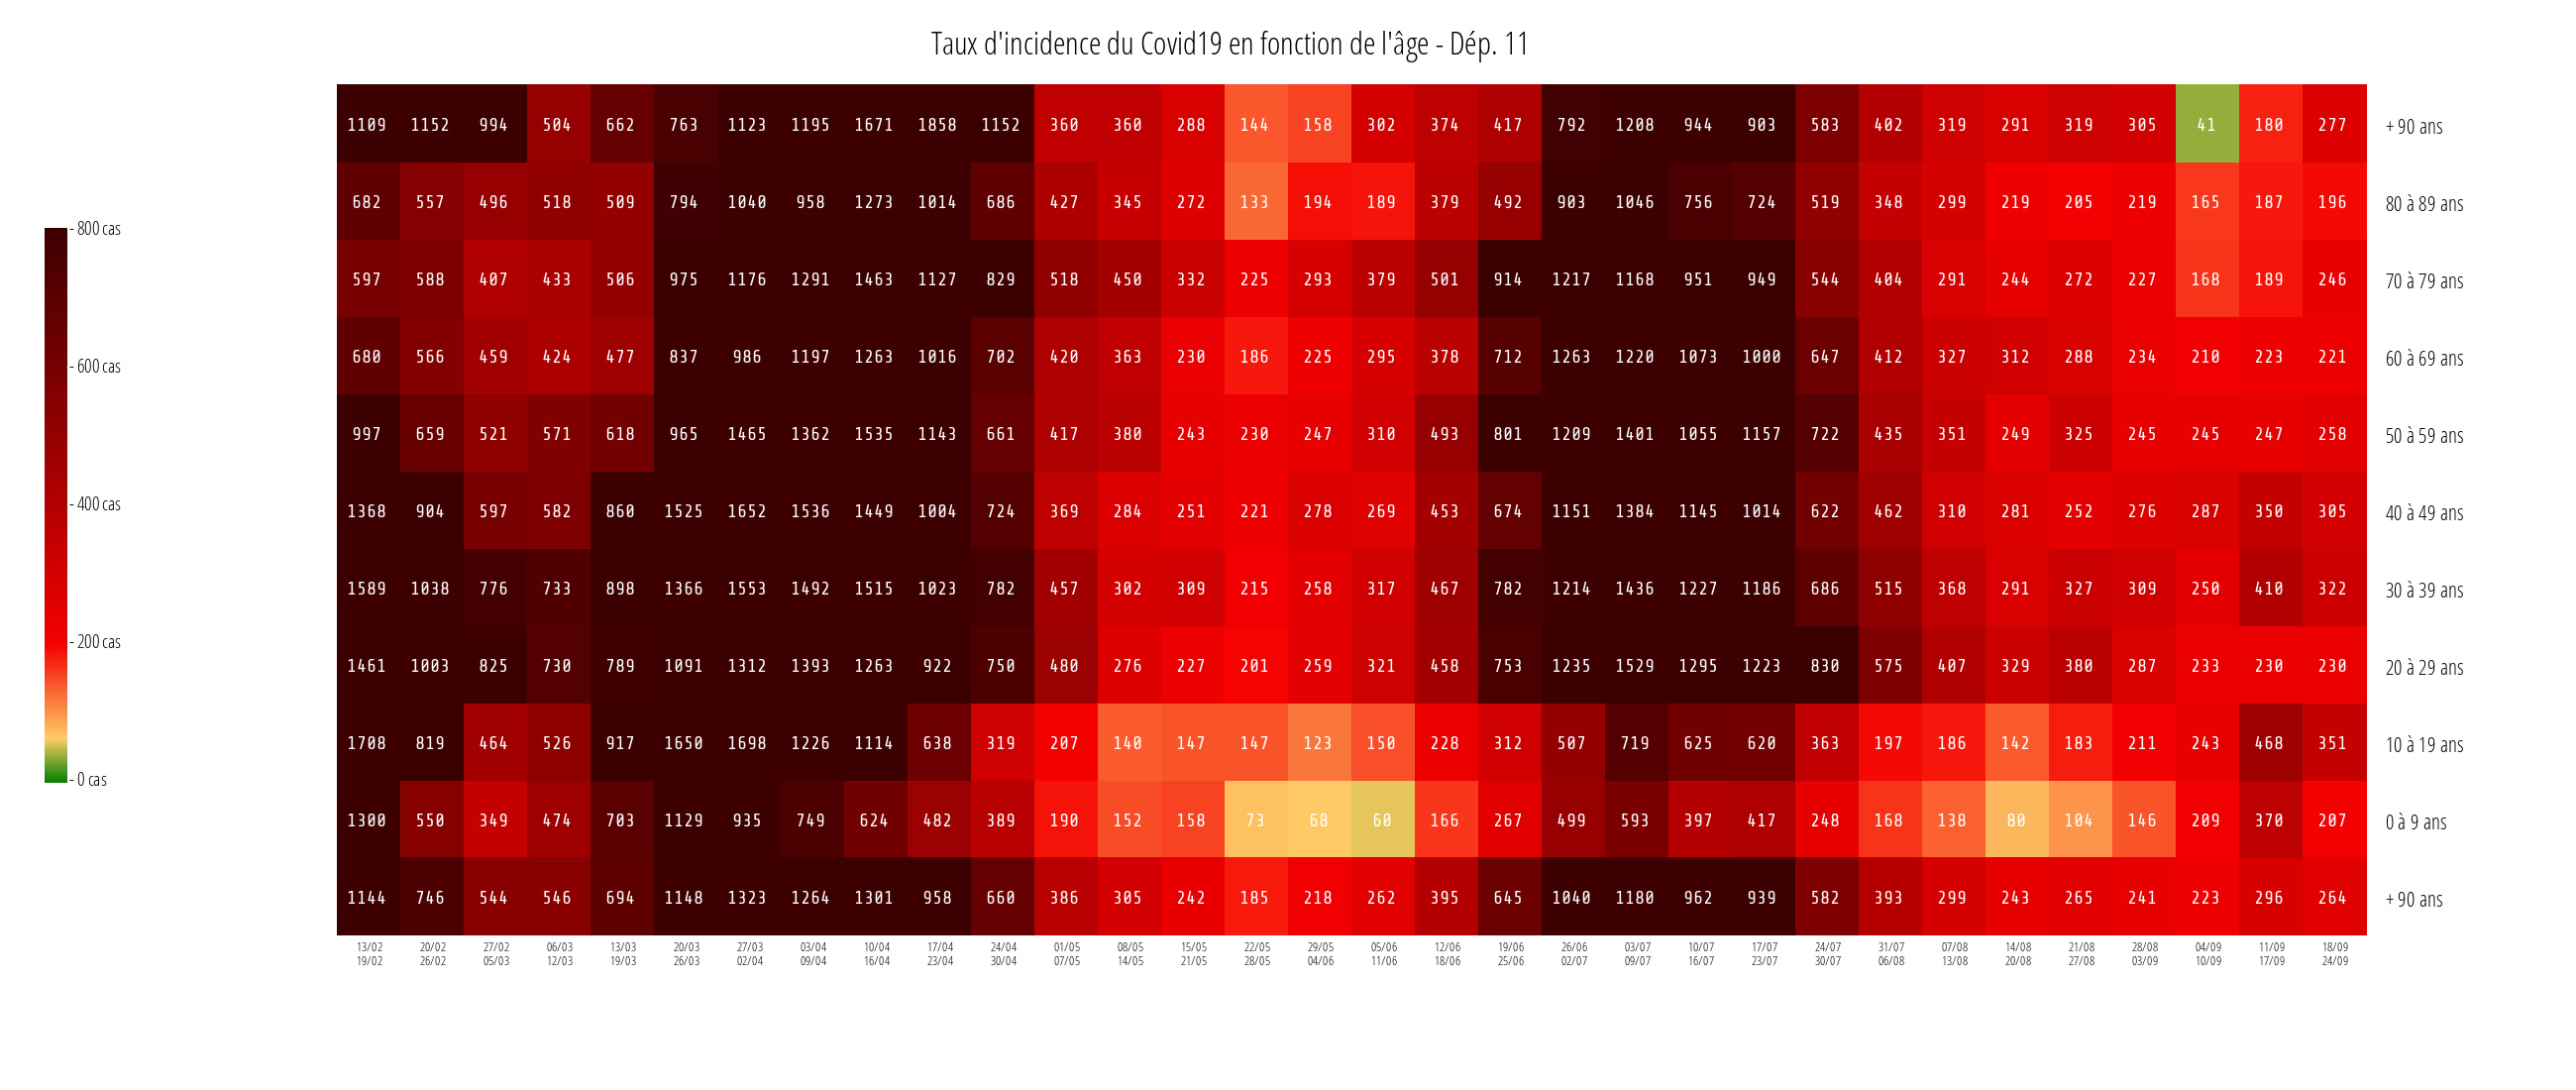 Taux d'incidence du Covid19 en fonction de l'âge - Dép. 11
- 800 cas
- 600 cas
- 400 cas
- 200 cas
- 0 cas
1109 1152 994 504 662 763 1123 1195 1671 1858 1152 360 360 288 144 158 302 374 417 792 1208 944 903 583 402 319 291 319 305 41 180 277 + 90 ans
682 557 496 518 509 794 1040 958 1273 1014 686 427 345 272 133 194 189 379 492 903 1046 756 724 519 348 299 219 205 219 165 187 196 80 à 89 ans
597 588 407 433 506 975 1176 1291 1463 1127 829 518 450 332 225 293 379 501 914 1217 1168 951 949 544 404 291 244 272 227 168 189 246 70 à 79 ans
680 566 459 424 477 837 986 1197 1263 1016 702 420 363 230 186 225 295 378 712 1263 1220 1073 1000 647 412 327 312 288 234 210 223 221 60 à 69 ans
997 659 521 571 618 965 1465 1362 1535 1143 661 417 380 243 230 247 310 493 801 1209 1401 1055 1157 722 435 351 249 325 245 245 247 258 50 à 59 ans
1368 904 597 582 860 1525 1652 1536 1449 1004 724 369 284 251 221 278 269 453 674 1151 1384 1145 1014 622 462 310 281 252 276 287 350 305 40 à 49 ans
1589 1038 776 733 898 1366 1553 1492 1515 1023 782 457 302 309 215 258 317 467 782 1214 1436 1227 1186 686 515 368 291 327 309 250 410 322 30 à 39 ans
1461 1003 825 730 789 1091 1312 1393 1263 922 750 480 276 227 201 259 321 458 753 1235 1529 1295 1223 830 575 407 329 380 287 233 230 230 20 à 29 ans
1708 819 464 526 917 1650 1698 1226 1114 638 319 207 140 147 147 123 150 228 312 507 719 625 620 363 197 186 142 183 211 243 468 351 10 à 19 ans
1300 550 349 474 703 1129 935 749 624 482 389 190 152 158 73 68 60 166 267 499 593 397 417 248 168 138 80 104 146 209 370 207 0 à 9 ans
1144 746 544 546 694 1148 1323 1264 1301 958 660 386 305 242 185 218 262 395 645 1040 1180 962 939 582 393 299 243 265 241 223 296 264 + 90 ans
13/02 20/02 27/02 06/03 13/03 20/03 27/03 03/04 10/04 17/04 24/04 01/05 08/05 15/05 22/05 29/05 05/06 12/06 19/06 26/06 03/07 10/07 17/07 24/07 31/07 07/08 14/08 21/08 28/08 04/09 11/09 18/09
19/02 26/02 05/03 12/03 19/03 26/03 02/04 09/04 16/04 23/04 30/04 07/05 14/05 21/05 28/05 04/06 11/06 18/06 25/06 02/07 09/07 16/07 23/07 30/07 06/08 13/08 20/08 27/08 03/09 10/09 17/09 24/09